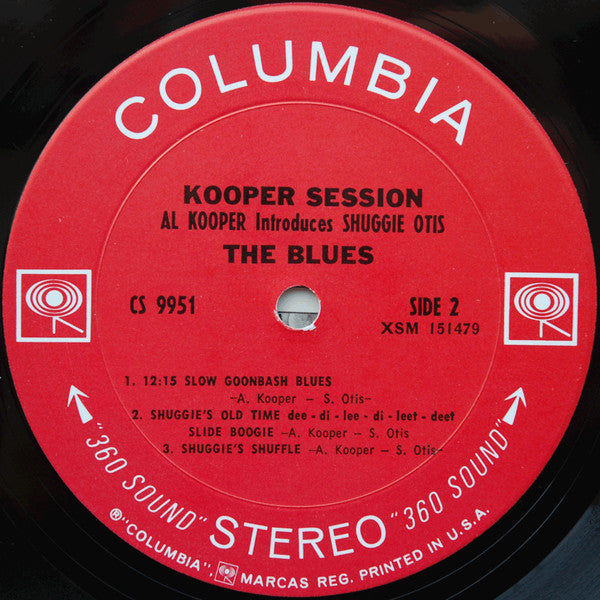 COLUMBIA
KOOPER SESSION
AL KOOPER Introduces SHUGGIE OTIS
THE BLUES
CS 9951
SIDE 2
XSM 151479
1. 12:15 SLOW GOONBASH BLUES
-A. Kooper - S. Otis-
2. SHUGGIE'S OLD TIME dee - di - lee - di - leet - deet
SLIDE BOOGIE -A. Kooper - S. Otis
3. SHUGGIE'S SHUFFLE -A. Kooper - S. Otis-
"360 SOUND" STEREO "360 SOUND"
®"COLUMBIA", MARCAS REG. PRINTED IN U.S.A.